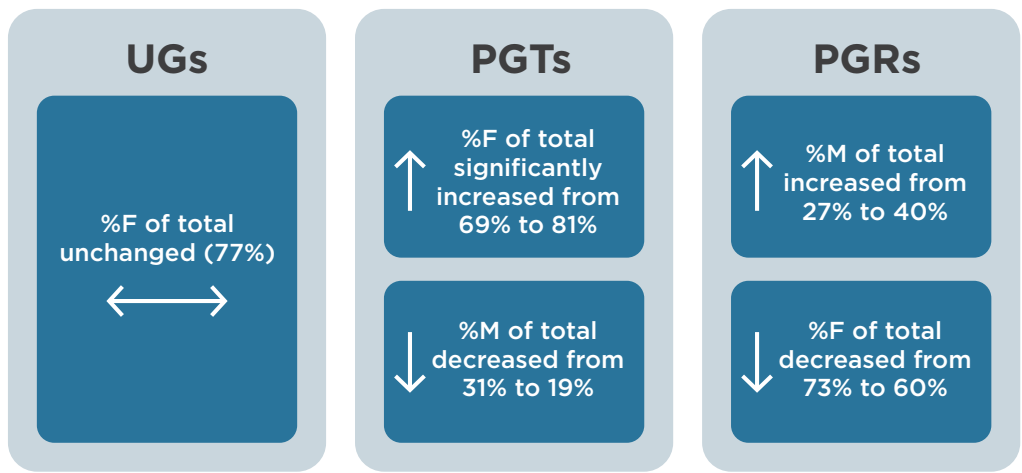 UGs
%F of total
unchanged (77%)
PGTs
%F of total
significantly
increased from
69% to 81%
%M of total
decreased from
31% to 19%
PGRs
%M of total
increased from
27% to 40%
%F of total
decreased from
73% to 60%